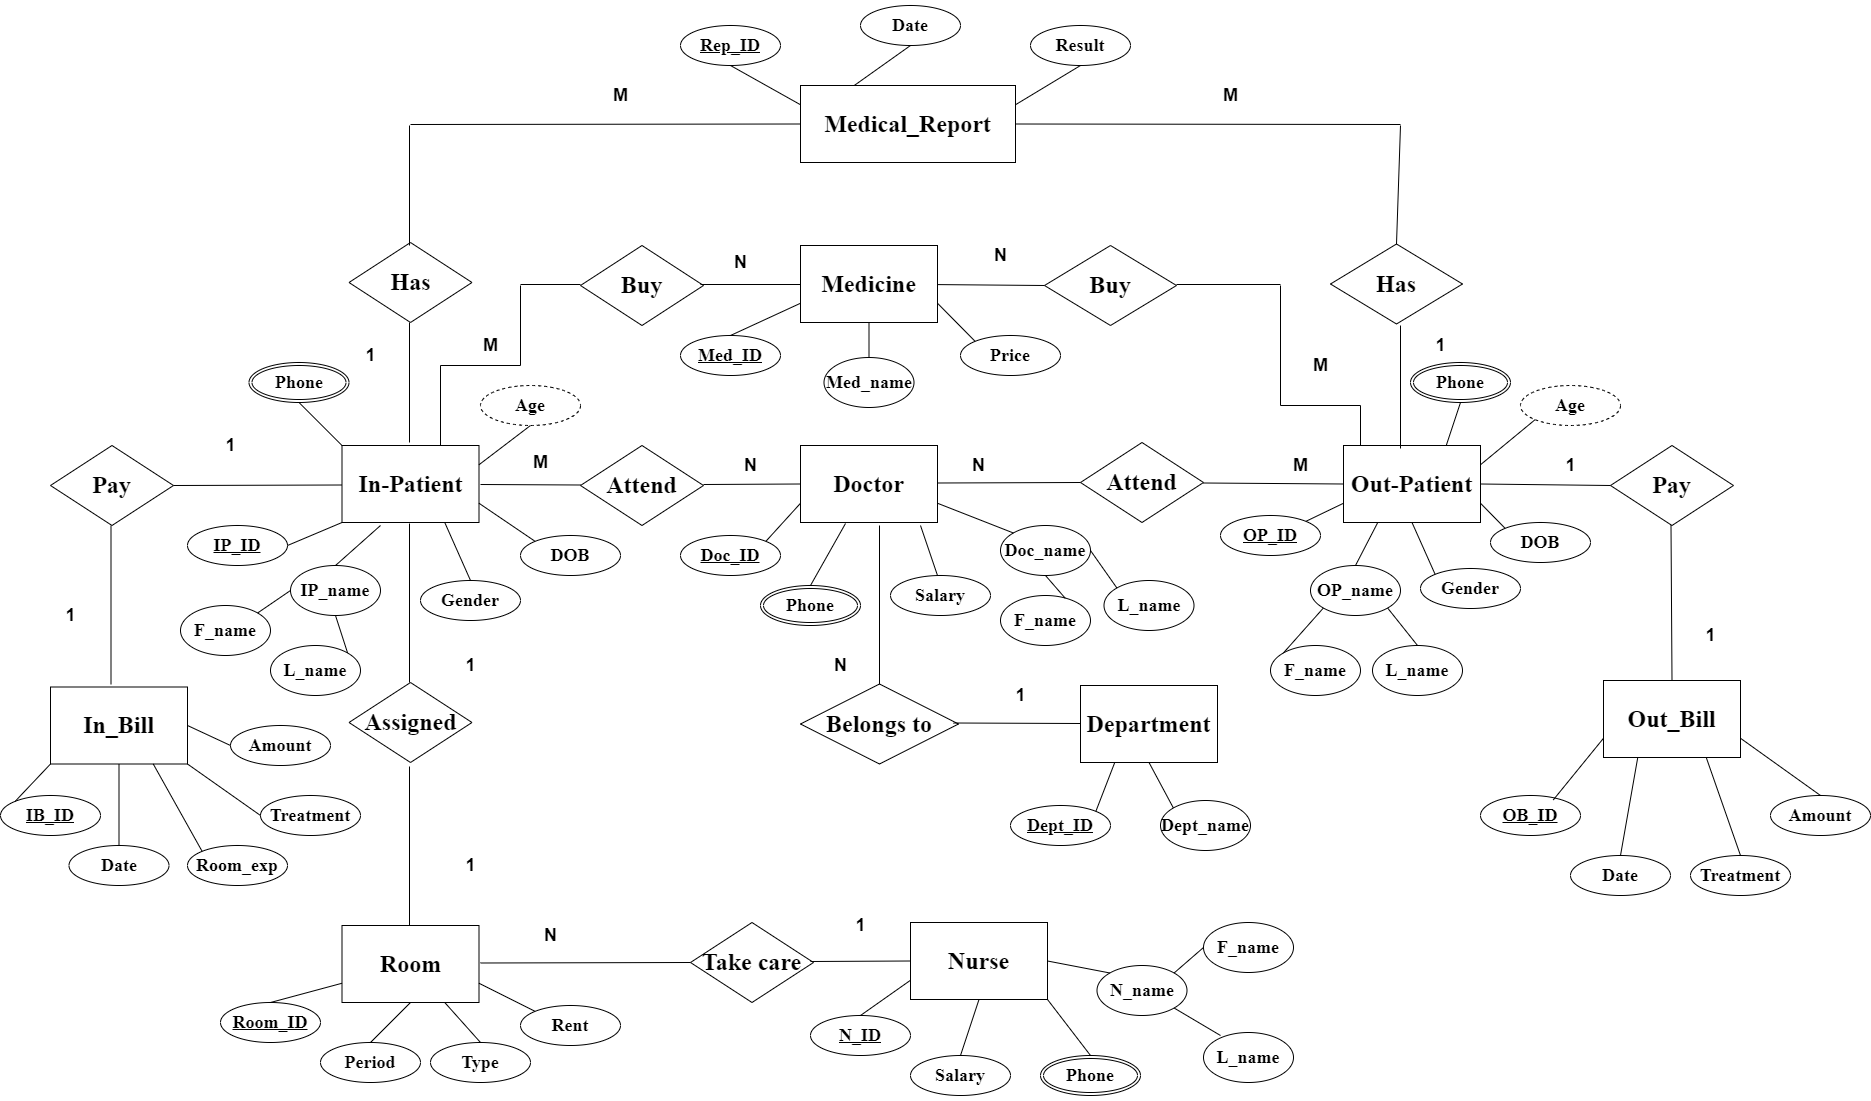 Date
Rep_ID
Result
M
M
Medical_Report
N
Buy
Medicine
N
Buy
Has
Has
M
1
Med_ID
Med_name
Price
M
1
Phone
Age
Phone
Age
1
Pay
In-Patient
M
Attend
N
Doctor
N
Attend
M
Out-Patient
1
Pay
IP_ID
DOB
Doc_ID
Doc_name
OP_ID
DOB
IP_name
Gender
Phone
Salary
F_name
L_name
OP_name
Gender
F_name
L_name
F_name
L_name
1
1
1
N
1
In_Bill
Assigned
Belongs to
Department
Out_Bill
Amount
IB_ID
Treatment
Date
Room_exp
Dept_ID
Dept_name
OB_ID
Amount
Date
Treatment
1
N
1
Room
Take care
Nurse
F_name
N_name
Room_ID
Rent
Period
Type
N_ID
L_name
Salary
Phone